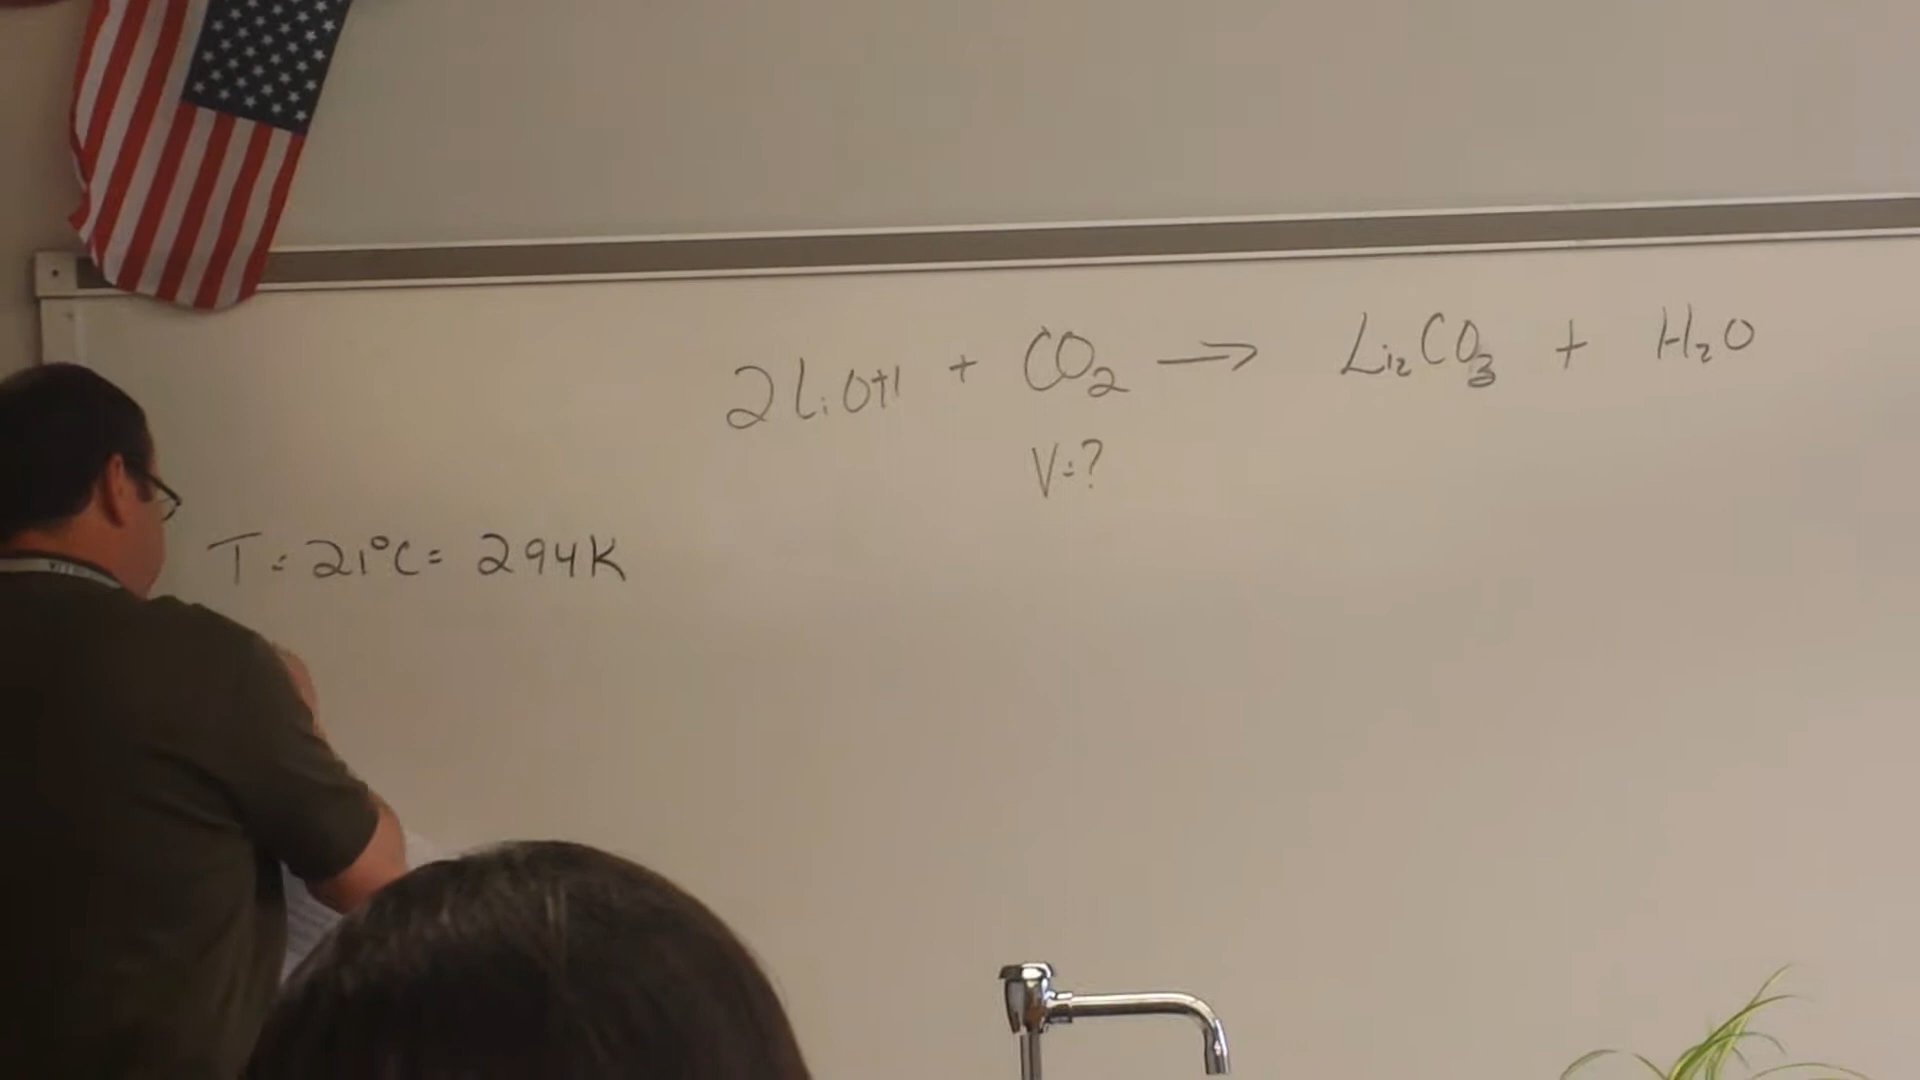 2LiOH + CO₂ → Li₂CO₃ + H₂O
V=?
T = 21°C = 294K